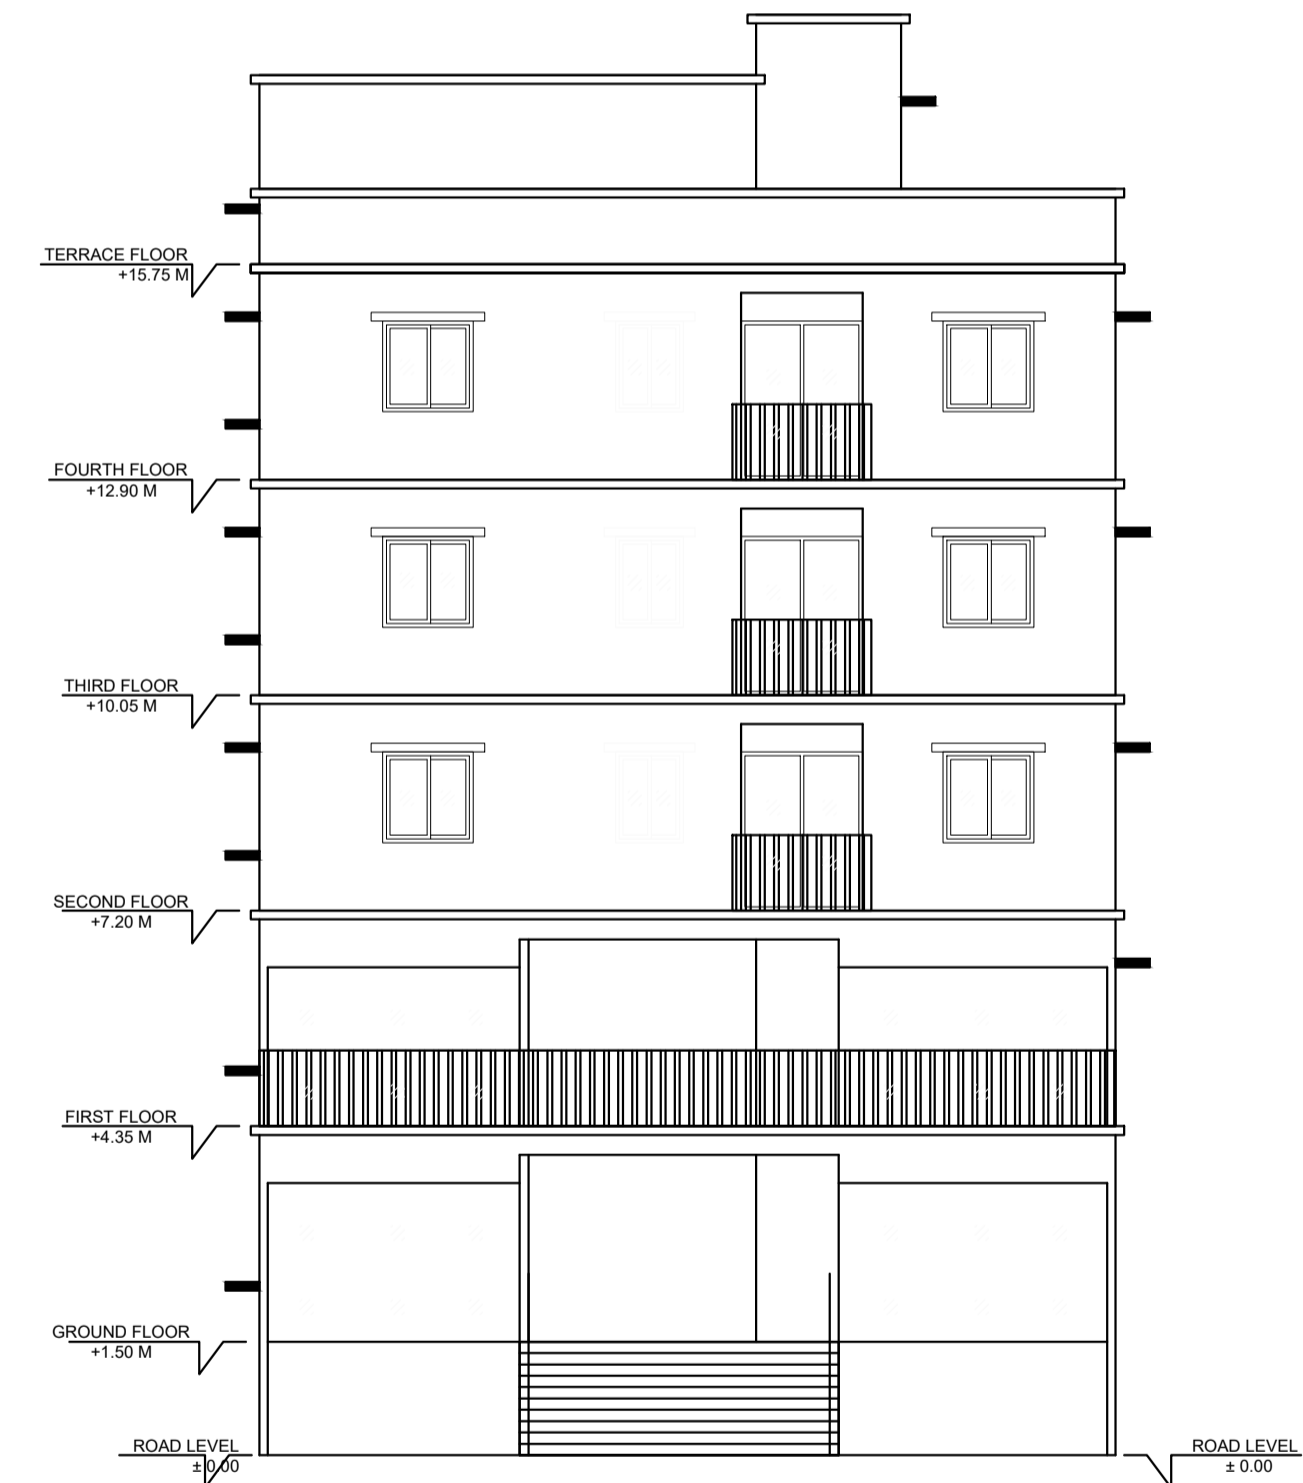 TERRACE FLOOR
+15.75 M
FOURTH FLOOR
+12.90 M
THIRD FLOOR
+10.05 M
SECOND FLOOR
+7.20 M
FIRST FLOOR
+4.35 M
GROUND FLOOR
+1.50 M
ROAD LEVEL
± 0.00
ROAD LEVEL
± 0.00